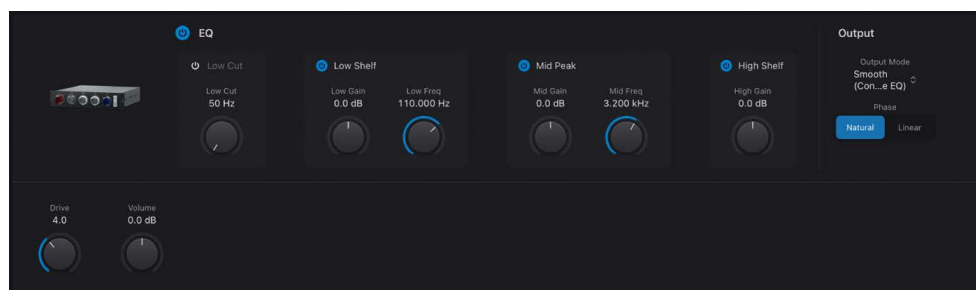 EQ
Output
Low Cut
Low Shelf
Mid Peak
High Shelf
Output Mode
Smooth
(Con...e EQ)
Low Cut
50 Hz
Low Gain
0.0 dB
Low Freq
110.000 Hz
Mid Gain
0.0 dB
Mid Freq
3.200 kHz
High Gain
0.0 dB
Phase
Natural
Linear
Drive
4.0
Volume
0.0 dB